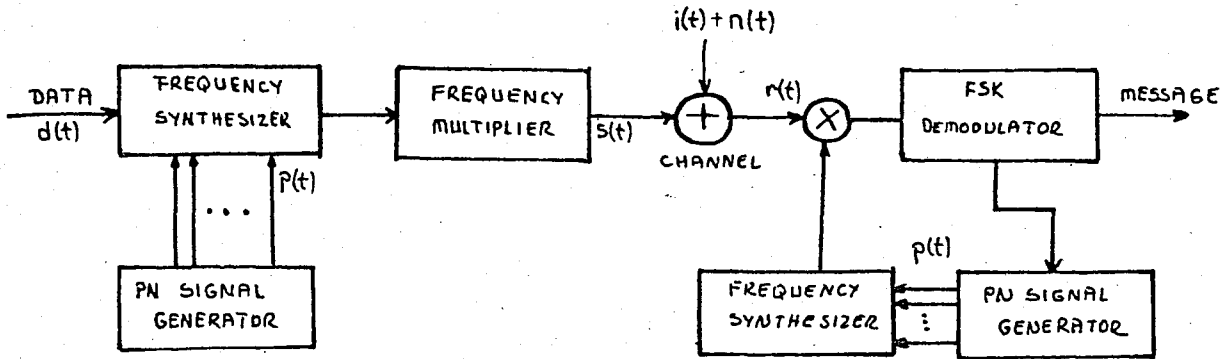 DATA
d(t)
FREQUENCY
SYNTHESIZER
p(t)
PN SIGNAL
GENERATOR
FREQUENCY
MULTIPLIER
s(t)
i(t)+n(t)
+
CHANNEL
r(t)
×
FSK
DEMODULATOR
MESSAGE
p(t)
FREQUENCY
SYNTHESIZER
PN SIGNAL
GENERATOR